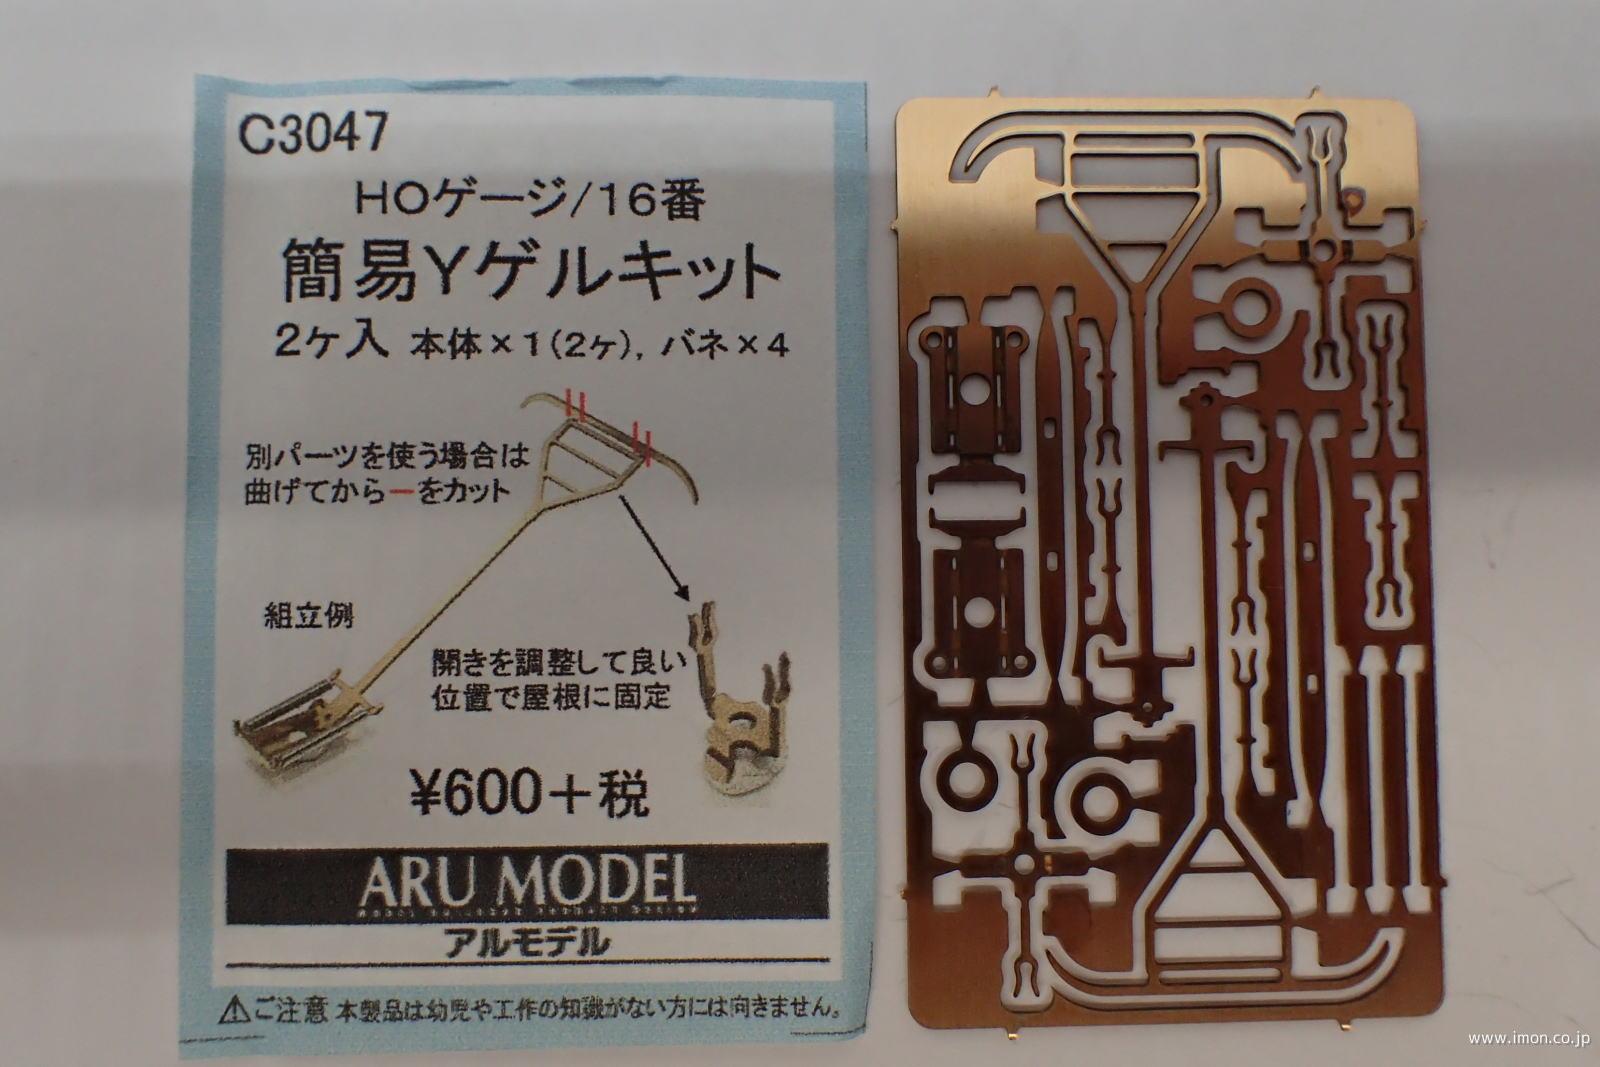 C3047
HOゲージ/16番
簡易Yゲルキット
2ケ入 本体×1(2ケ), バネ×4
別パーツを使う場合は
曲げてからーをカット
組立例
開きを調整して良い
位置で屋根に固定
¥600+税
ARU MODEL
アルモデル
⚠ご注意 本製品は幼児や工作の知識がない方には向きません。
www.imon.co.jp